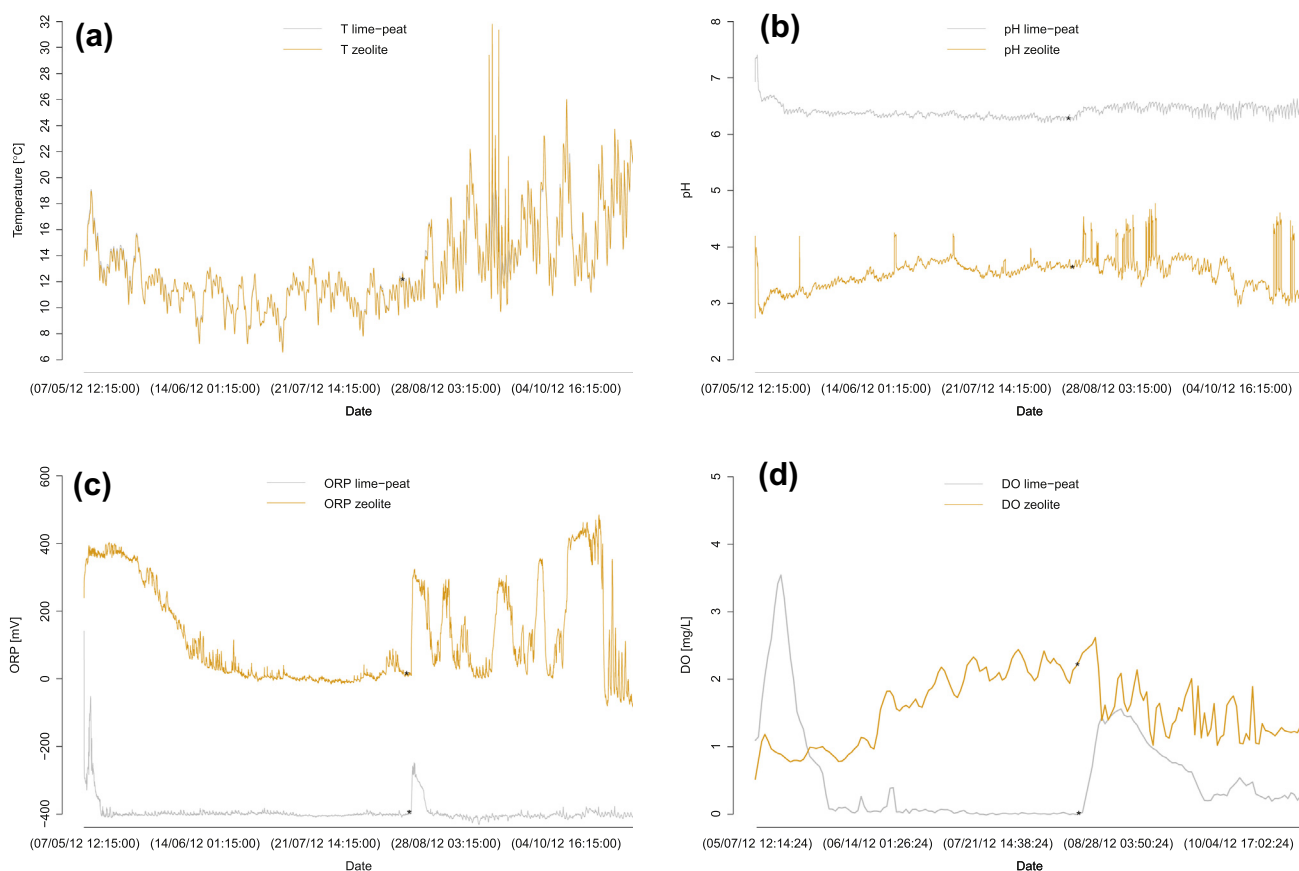 (a)
T lime−peat
T zeolite
Temperature [°C]
32
30
28
26
24
22
20
18
16
14
12
10
8
6
(07/05/12 12:15:00) (14/06/12 01:15:00) (21/07/12 14:15:00) (28/08/12 03:15:00) (04/10/12 16:15:00)
Date
(b)
pH lime−peat
pH zeolite
pH
8
7
6
5
4
3
2
(07/05/12 12:15:00) (14/06/12 01:15:00) (21/07/12 14:15:00) (28/08/12 03:15:00) (04/10/12 16:15:00)
Date
(c)
ORP lime−peat
ORP zeolite
ORP [mV]
600
400
200
0
−200
−400
(07/05/12 12:15:00) (14/06/12 01:15:00) (21/07/12 14:15:00) (28/08/12 03:15:00) (04/10/12 16:15:00)
Date
(d)
DO lime−peat
DO zeolite
DO [mg/L]
5
4
3
2
1
0
(05/07/12 12:14:24) (06/14/12 01:26:24) (07/21/12 14:38:24) (08/28/12 03:50:24) (10/04/12 17:02:24)
Date